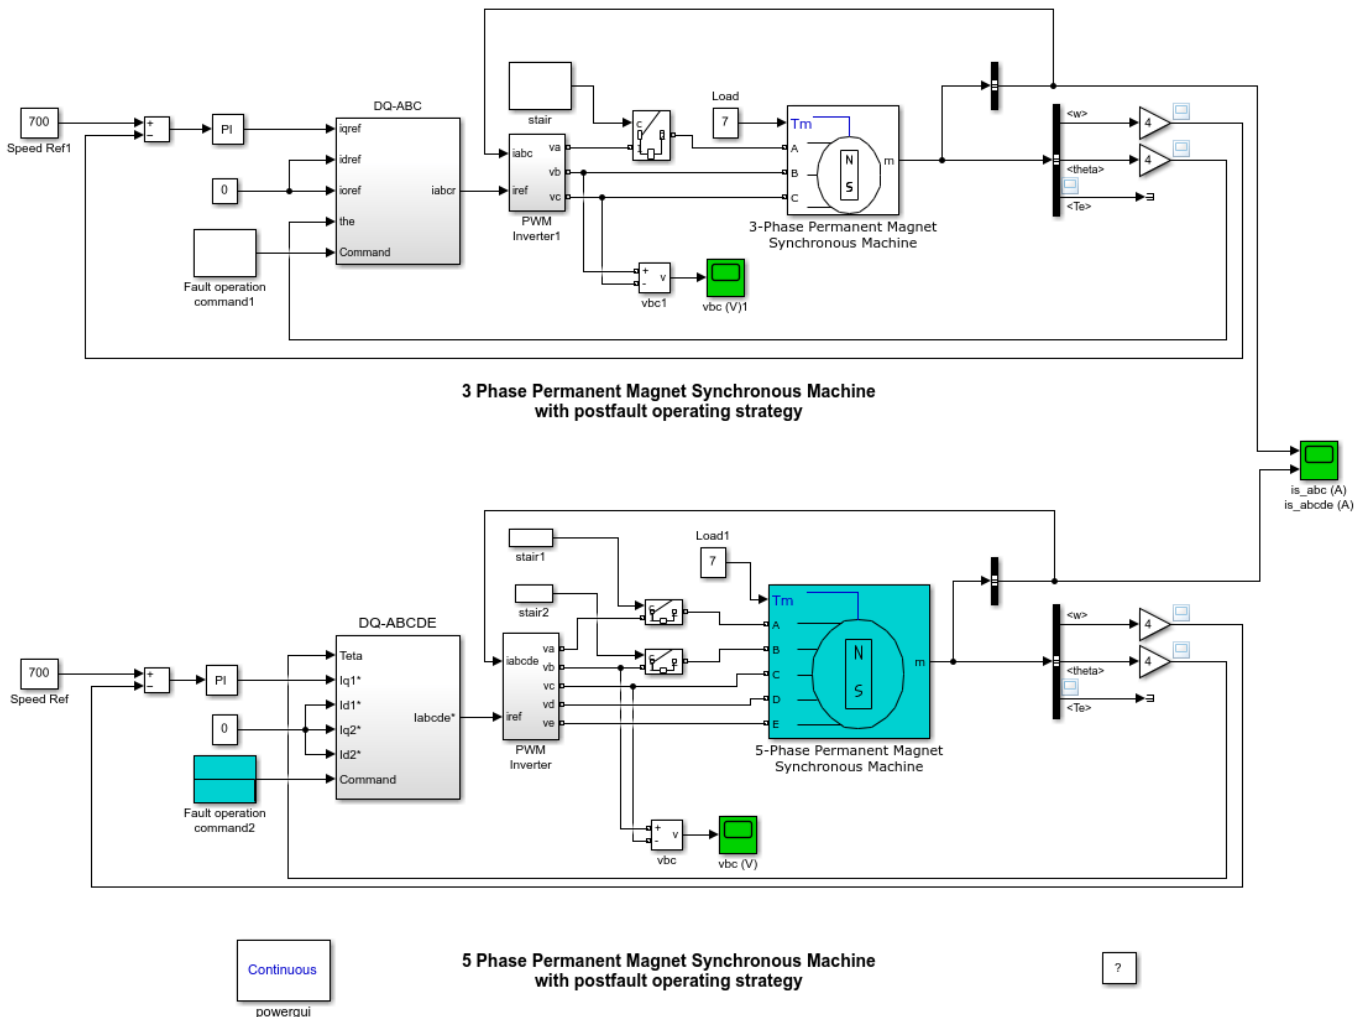 DQ-ABC
700
Speed Ref1
+
−
PI
0
iqref
idref
ioref
the
Command
iabcr
Fault operation
command1
stair
iabc
iref
va
vb
vc
PWM
Inverter1
c
Load
7
Tm
A
B
C
N
S
m
3-Phase Permanent Magnet
Synchronous Machine
+
-
v
vbc1
vbc (V)1
<w>
4
<theta>
4
<Te>
3 Phase Permanent Magnet Synchronous Machine
with postfault operating strategy
is_abc (A)
is_abcde (A)
DQ-ABCDE
700
Speed Ref
+
−
PI
0
Teta
Iq1*
Id1*
Iq2*
Id2*
Command
Iabcde*
Fault operation
command2
stair1
stair2
iabcde
iref
va
vb
vc
vd
ve
PWM
Inverter
c
c
Load1
7
Tm
A
B
C
D
E
N
S
m
5-Phase Permanent Magnet
Synchronous Machine
+
-
v
vbc
vbc (V)
<w>
4
<theta>
4
<Te>
Continuous
powergui
5 Phase Permanent Magnet Synchronous Machine
with postfault operating strategy
?